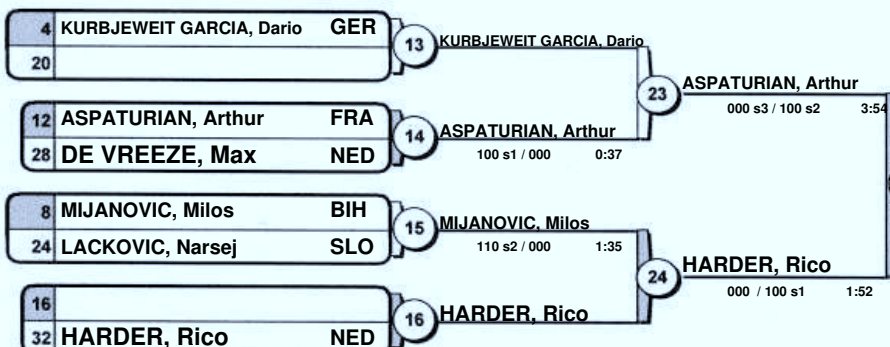 4 KURBJEWEIT GARCIA, Dario GER
20
13
KURBJEWEIT GARCIA, Dario
12 ASPATURIAN, Arthur FRA
28 DE VREEZE, Max NED
14
ASPATURIAN, Arthur
100 s1 / 000 0:37
23
ASPATURIAN, Arthur
000 s3 / 100 s2 3:54
8 MIJANOVIC, Milos BIH
24 LACKOVIC, Narsej SLO
15
MIJANOVIC, Milos
110 s2 / 000 1:35
16
32 HARDER, Rico NED
16
HARDER, Rico
24
HARDER, Rico
000 / 100 s1 1:52